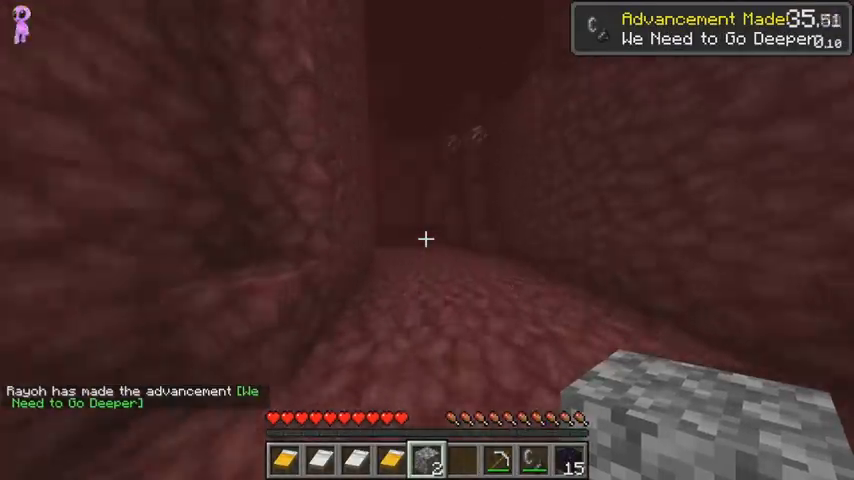 Advancement Made
35.51
We Need to Go Deeper
0.10
Rayoh has made the advancement [We
Need to Go Deeper]
2
15